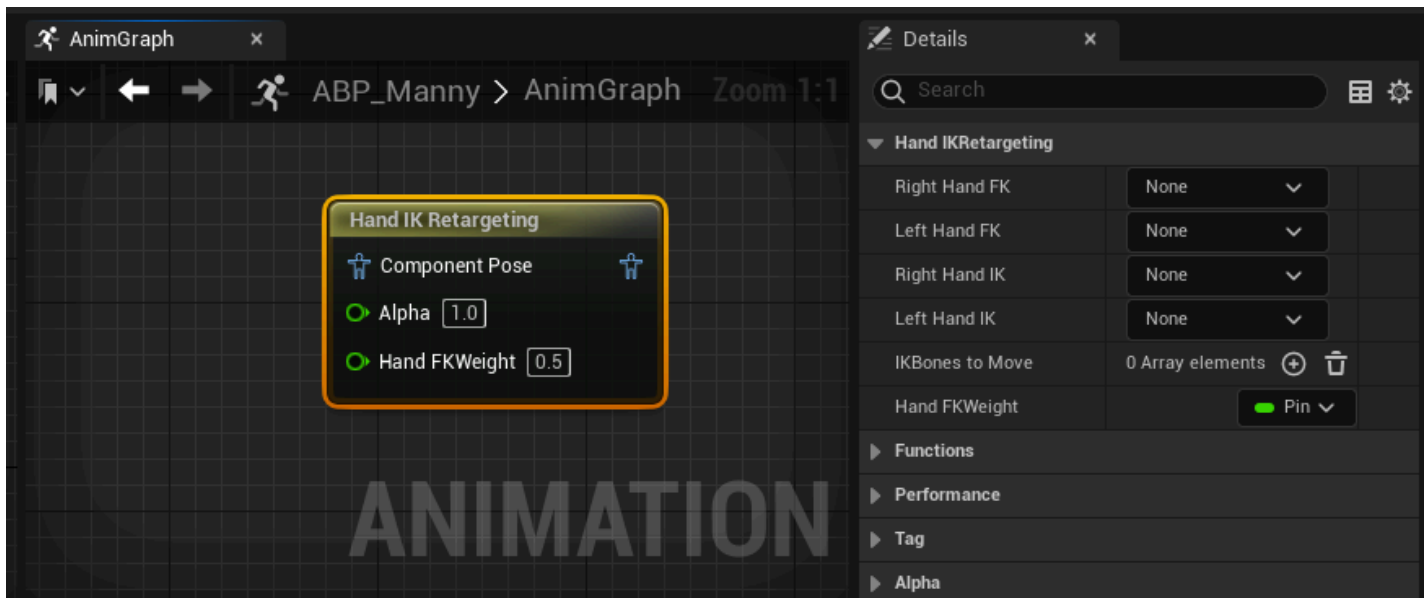 AnimGraph
ABP_Manny > AnimGraph
Zoom 1:1
Hand IK Retargeting
Component Pose
Alpha 1.0
Hand FKWeight 0.5
ANIMATION
Details
Search
Hand IKRetargeting
Right Hand FK None
Left Hand FK None
Right Hand IK None
Left Hand IK None
IKBones to Move 0 Array elements
Hand FKWeight Pin
Functions
Performance
Tag
Alpha